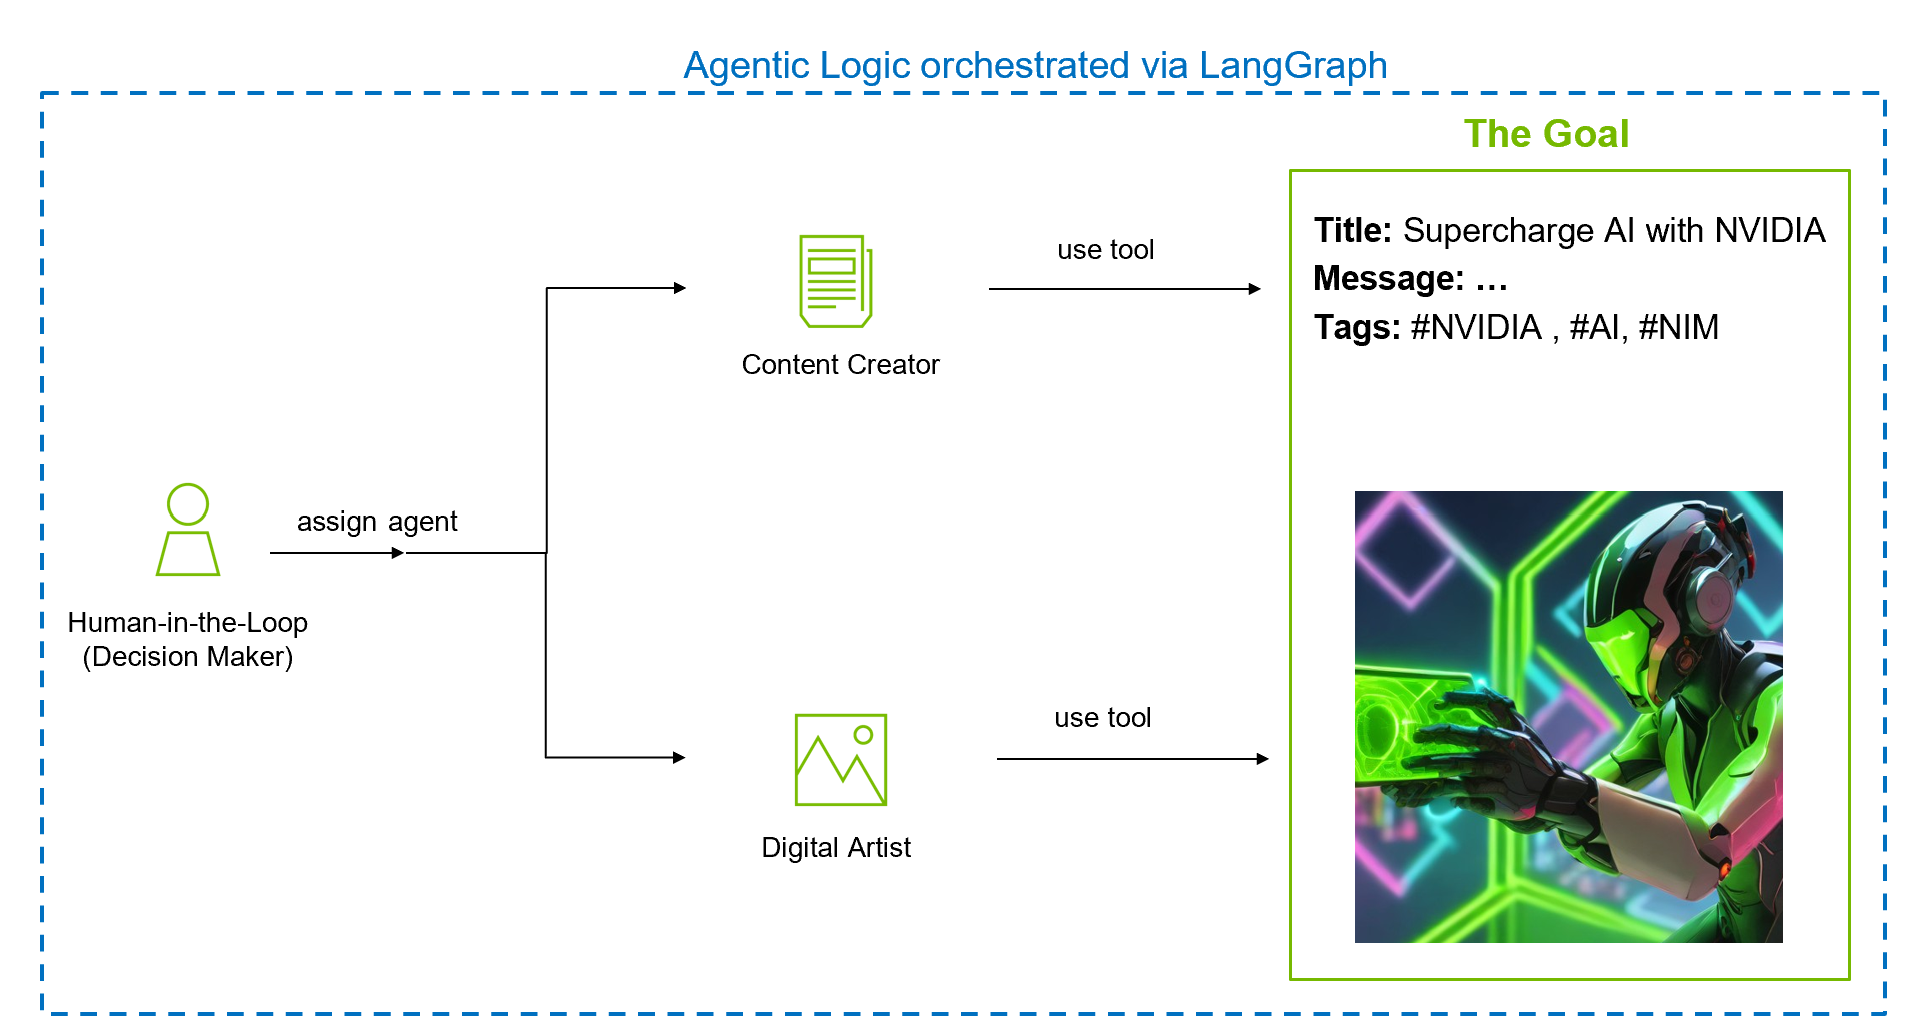 Agentic Logic orchestrated via LangGraph
The Goal
Title: Supercharge AI with NVIDIA
Message: ...
Tags: #NVIDIA , #AI, #NIM
use tool
Content Creator
assign agent
Human-in-the-Loop
(Decision Maker)
use tool
Digital Artist